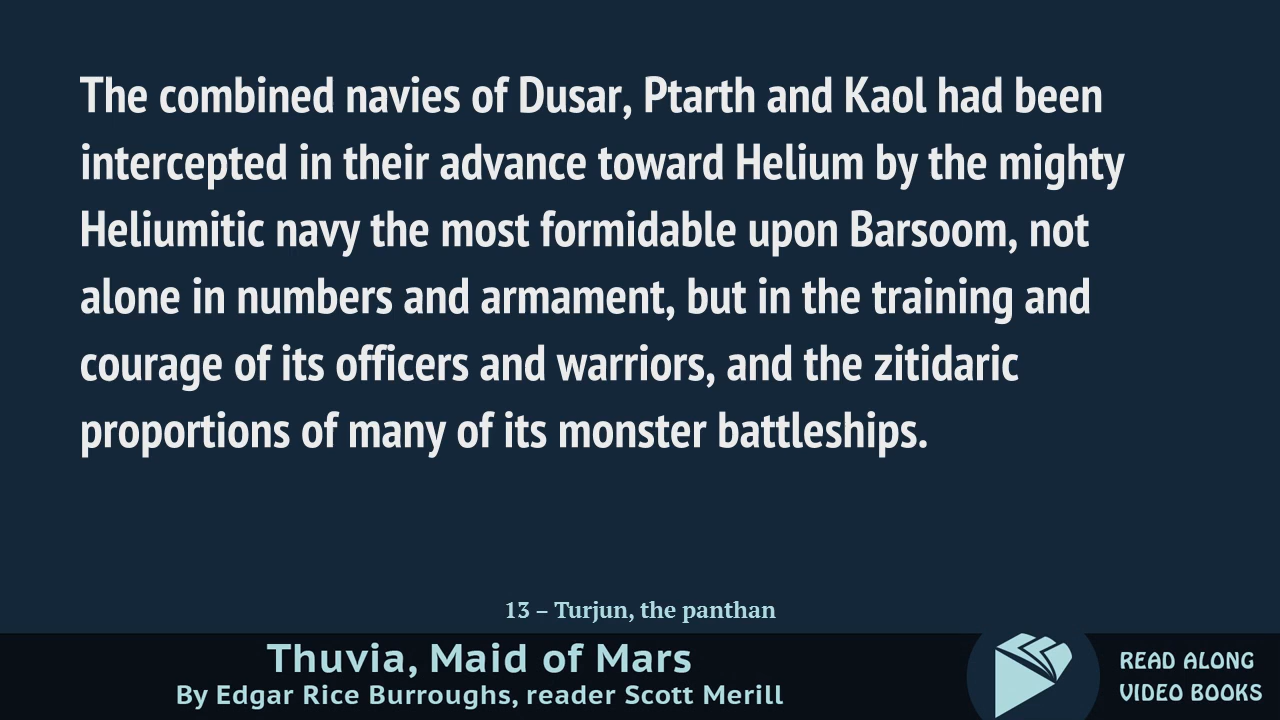 The combined navies of Dusar, Ptarth and Kaol had been
intercepted in their advance toward Helium by the mighty
Heliumitic navy the most formidable upon Barsoom, not
alone in numbers and armament, but in the training and
courage of its officers and warriors, and the zitidaric
proportions of many of its monster battleships.
13 – Turjun, the panthan
Thuvia, Maid of Mars
By Edgar Rice Burroughs, reader Scott Merill
READ ALONG
VIDEO BOOKS